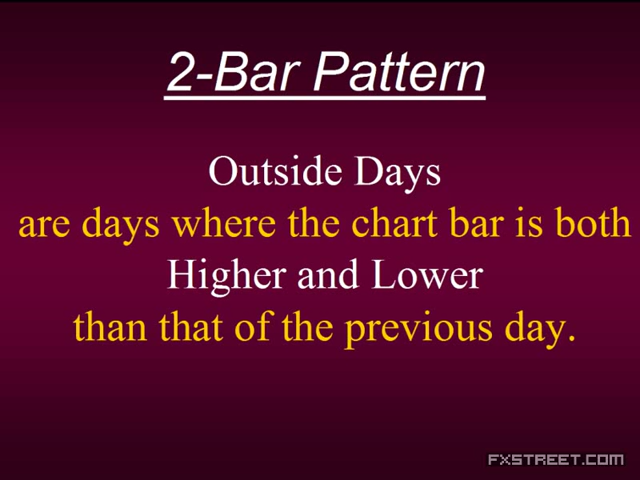 2-Bar Pattern
Outside Days
are days where the chart bar is both
Higher and Lower
than that of the previous day.
FXSTREET.COM